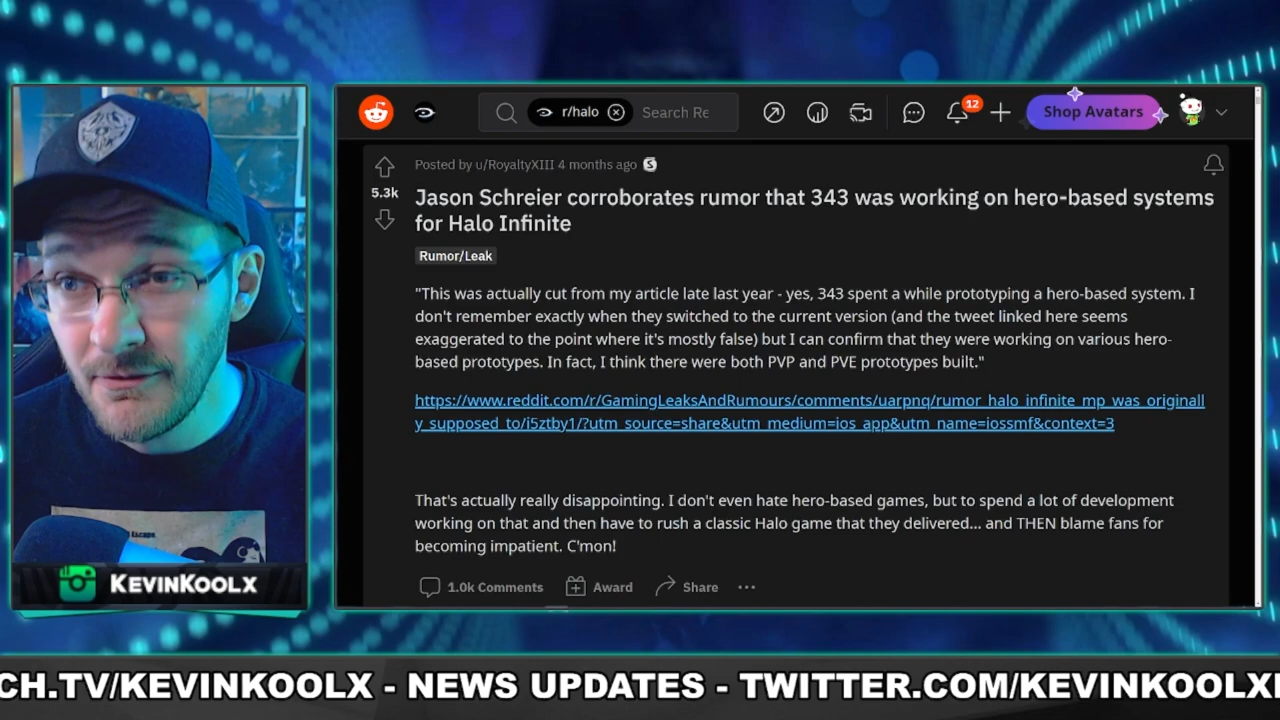 r/halo
Search Re
12
Shop Avatars
Posted by u/RoyaltyXIII 4 months ago
5.3k
Jason Schreier corroborates rumor that 343 was working on hero-based systems
for Halo Infinite
Rumor/Leak
"This was actually cut from my article late last year - yes, 343 spent a while prototyping a hero-based system. I
don't remember exactly when they switched to the current version (and the tweet linked here seems
exaggerated to the point where it's mostly false) but I can confirm that they were working on various hero-
based prototypes. In fact, I think there were both PVP and PVE prototypes built."
https://www.reddit.com/r/GamingLeaksAndRumours/comments/uarpnq/rumor_halo_infinite_mp_was_originall
y_supposed_to/i5ztby1/?utm_source=share&utm_medium=ios_app&utm_name=iossmf&context=3
That's actually really disappointing. I don't even hate hero-based games, but to spend a lot of development
working on that and then have to rush a classic Halo game that they delivered... and THEN blame fans for
becoming impatient. C'mon!
1.0k Comments
Award
Share
Escape
KEVINKOOLX
CH.TV/KEVINKOOLX - NEWS UPDATES - TWITTER.COM/KEVINKOOLX